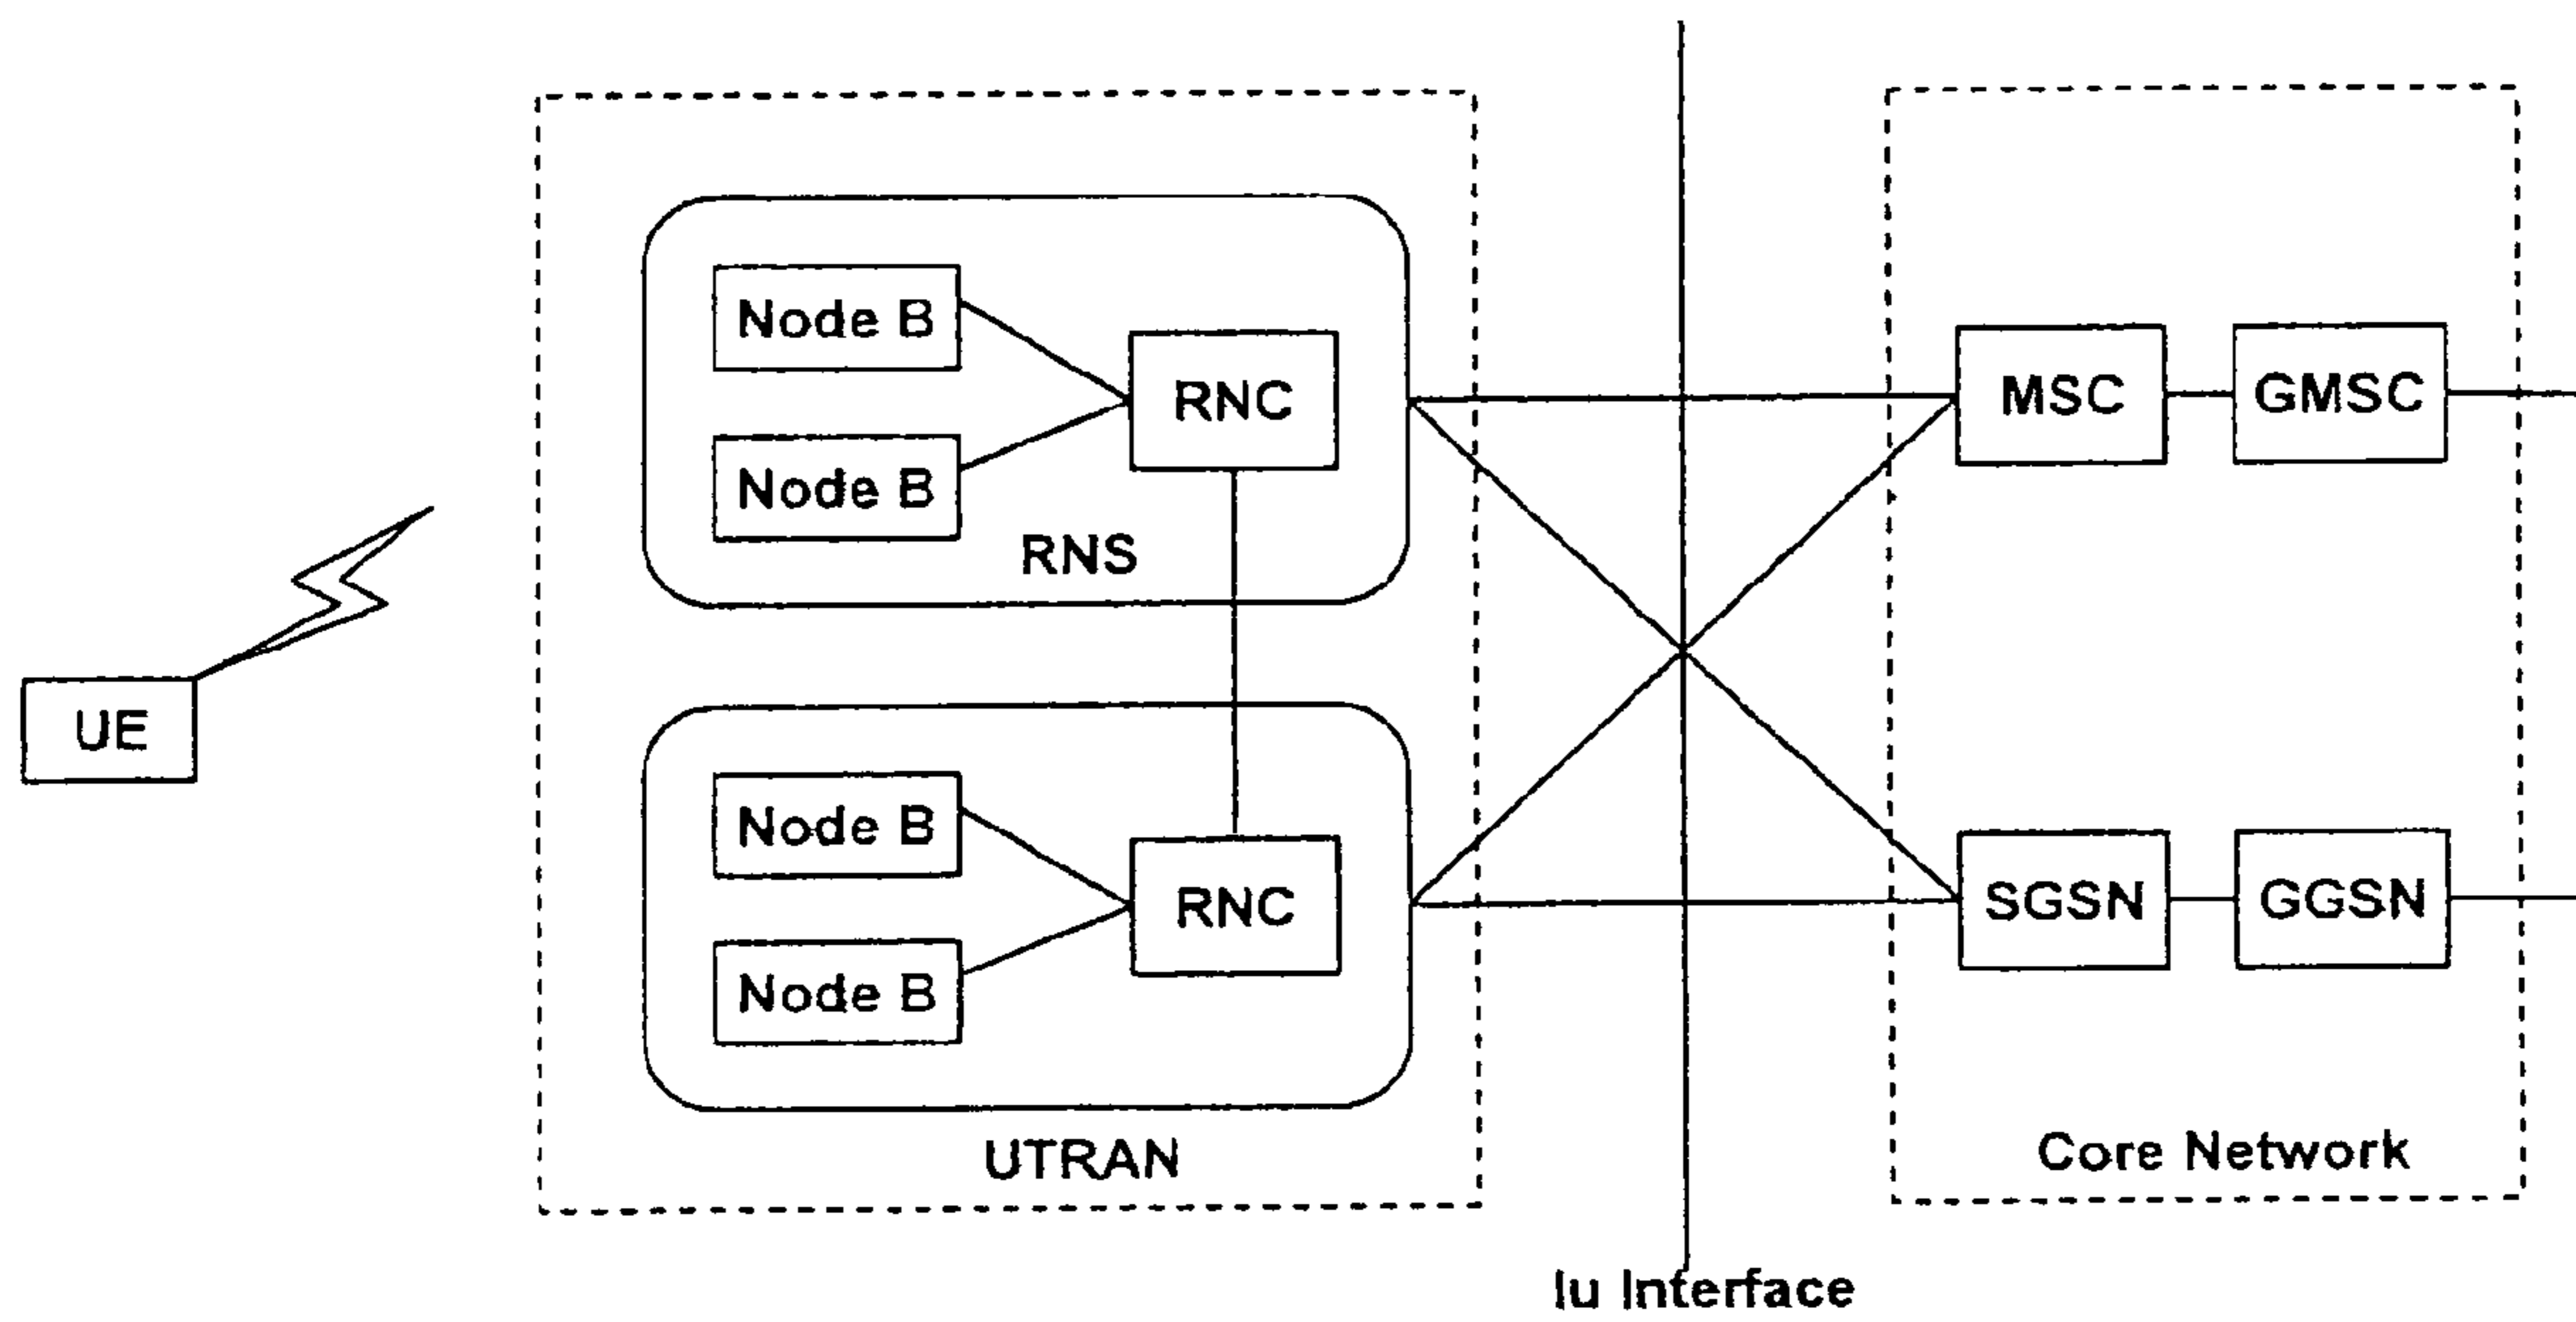 Node B
RNC
Node B
RNS
MSC
GMSC
UE
Node B
RNC
Node B
SGSN
GGSN
UTRAN
Core Network
Iu Interface